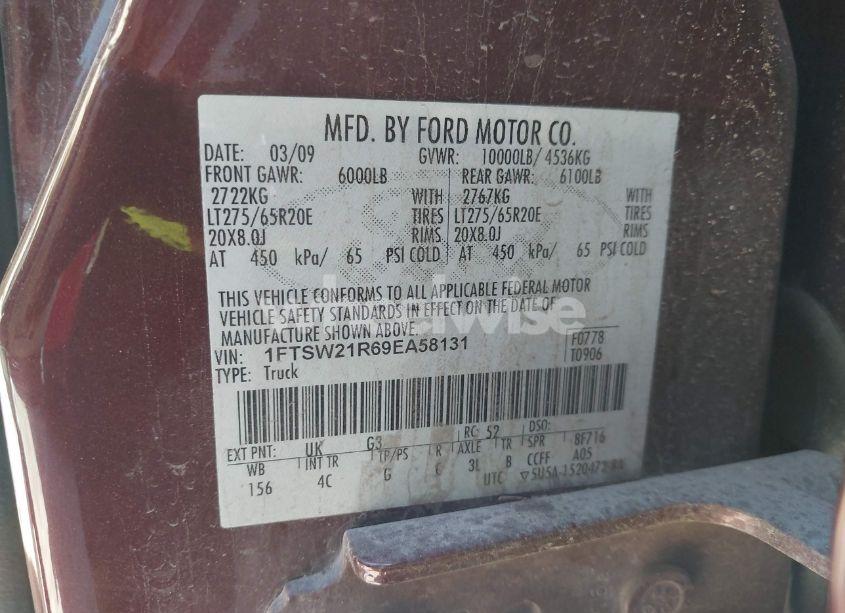 MFD. BY FORD MOTOR CO.
DATE: 03/09 GVWR: 10000LB/ 4536KG
FRONT GAWR: 6000LB REAR GAWR: 6100LB
2722KG WITH 2767KG WITH
LT275/65R20E TIRES LT275/65R20E TIRES
20X8.0J RIMS 20X8.0J RIMS
AT 450 kPa/ 65 PSI COLD AT 450 kPa/ 65 PSI COLD
THIS VEHICLE CONFORMS TO ALL APPLICABLE FEDERAL MOTOR
VEHICLE SAFETY STANDARDS IN EFFECT ON THE DATE OF
MANUFACTURE SHOWN ABOVE.
VIN: 1FTSW21R69EA58131 F0778
TYPE: Truck T0906
EXT PNT: UK G3 RC: 52 DSO:
WB INT TR TP/PS R AXLE TR SPR 8F716
156 4C G C 3L B CCFF A05
UTC